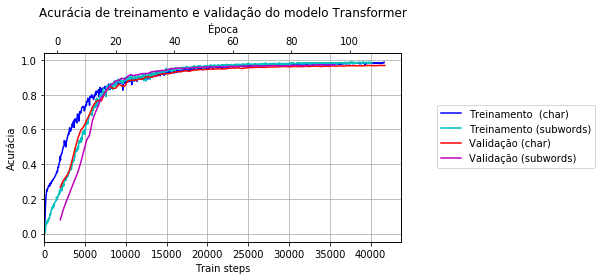 Acurácia de treinamento e validação do modelo Transformer
Época
0 20 40 60 80 100
1.0
0.8
0.6
0.4
0.2
0.0
Acurácia
0 5000 10000 15000 20000 25000 30000 35000 40000
Train steps
Treinamento (char)
Treinamento (subwords)
Validação (char)
Validação (subwords)